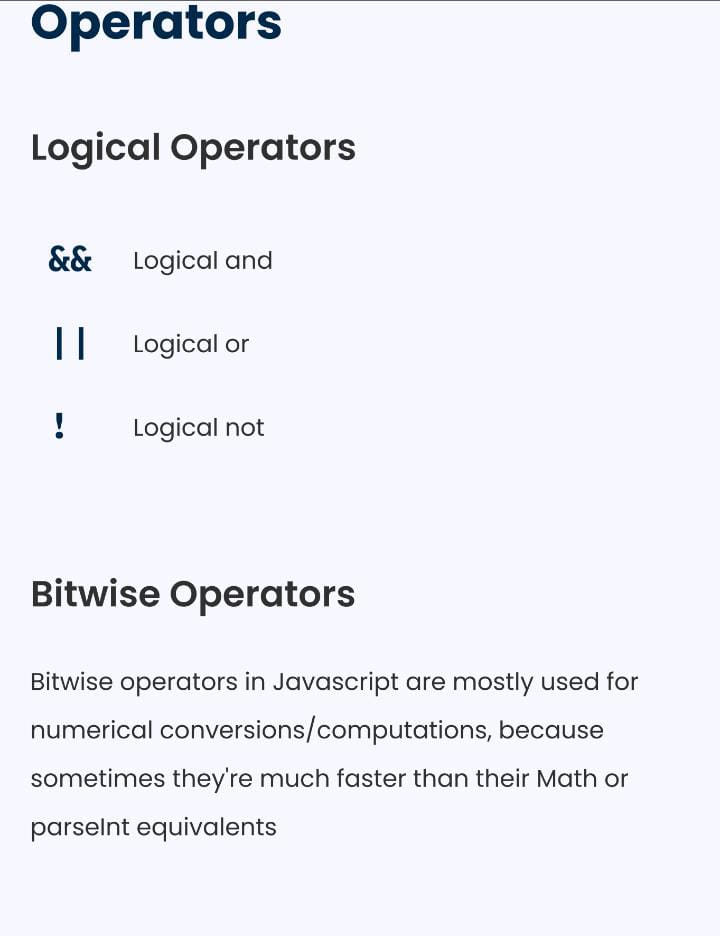 Operators
Logical Operators
&& Logical and
|| Logical or
! Logical not
Bitwise Operators
Bitwise operators in Javascript are mostly used for
numerical conversions/computations, because
sometimes they're much faster than their Math or
parseInt equivalents